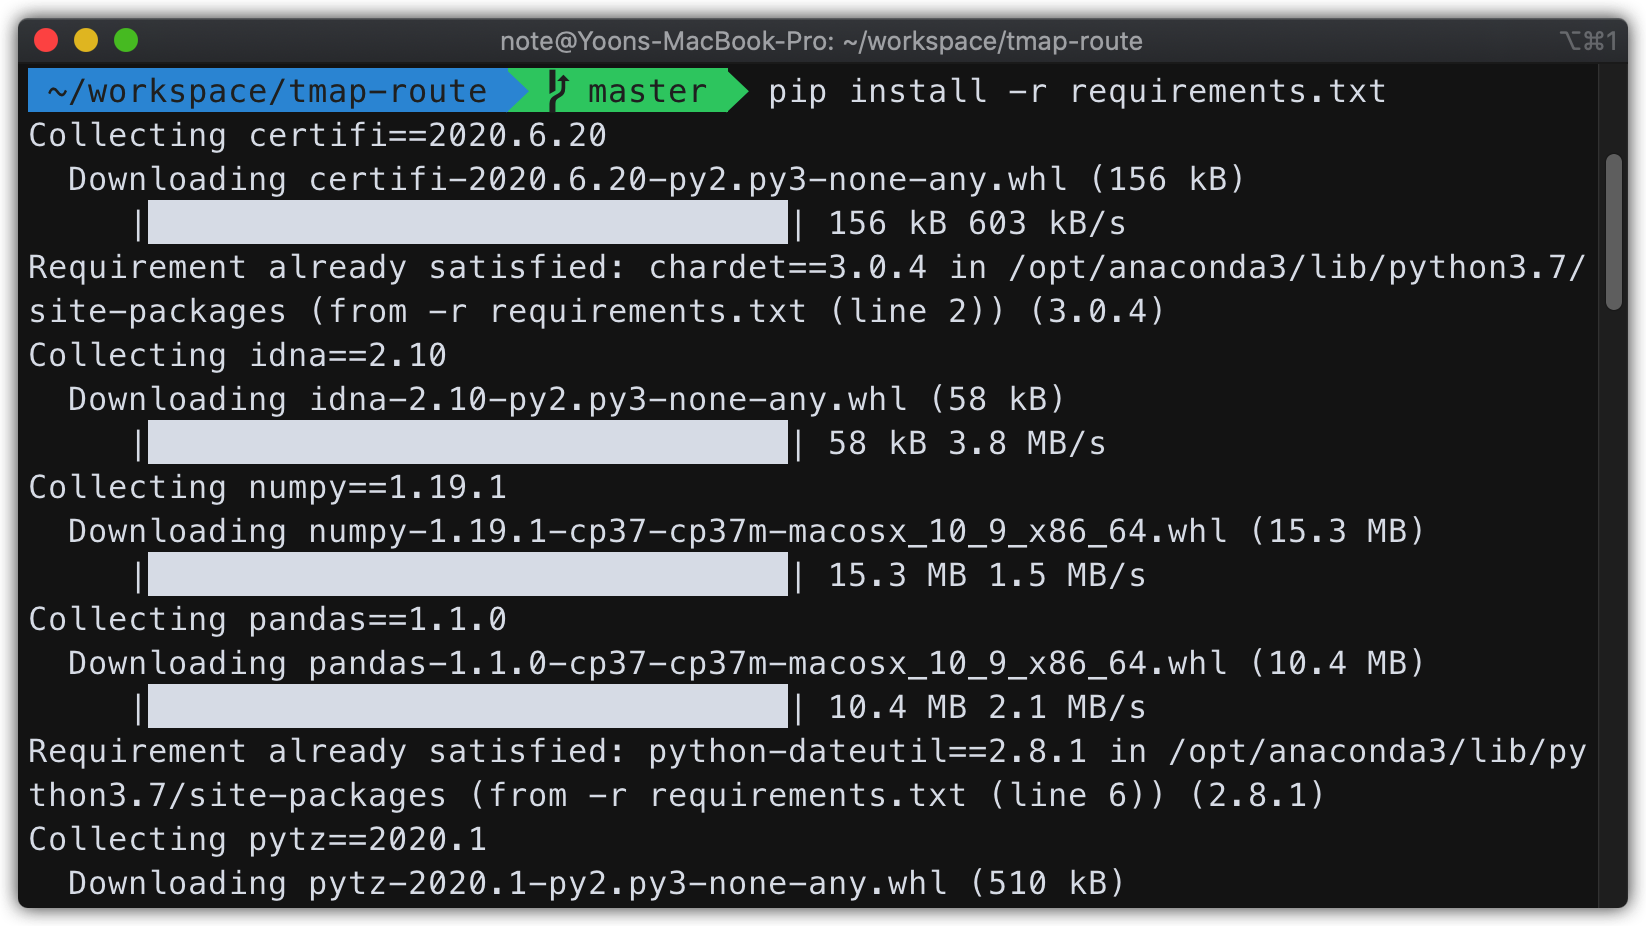 note@Yoons-MacBook-Pro: ~/workspace/tmap-route
⌥⌘1
~/workspace/tmap-route master pip install -r requirements.txt
Collecting certifi==2020.6.20
Downloading certifi-2020.6.20-py2.py3-none-any.whl (156 kB)
| | 156 kB 603 kB/s
Requirement already satisfied: chardet==3.0.4 in /opt/anaconda3/lib/python3.7/
site-packages (from -r requirements.txt (line 2)) (3.0.4)
Collecting idna==2.10
Downloading idna-2.10-py2.py3-none-any.whl (58 kB)
| | 58 kB 3.8 MB/s
Collecting numpy==1.19.1
Downloading numpy-1.19.1-cp37-cp37m-macosx_10_9_x86_64.whl (15.3 MB)
| | 15.3 MB 1.5 MB/s
Collecting pandas==1.1.0
Downloading pandas-1.1.0-cp37-cp37m-macosx_10_9_x86_64.whl (10.4 MB)
| | 10.4 MB 2.1 MB/s
Requirement already satisfied: python-dateutil==2.8.1 in /opt/anaconda3/lib/py
thon3.7/site-packages (from -r requirements.txt (line 6)) (2.8.1)
Collecting pytz==2020.1
Downloading pytz-2020.1-py2.py3-none-any.whl (510 kB)